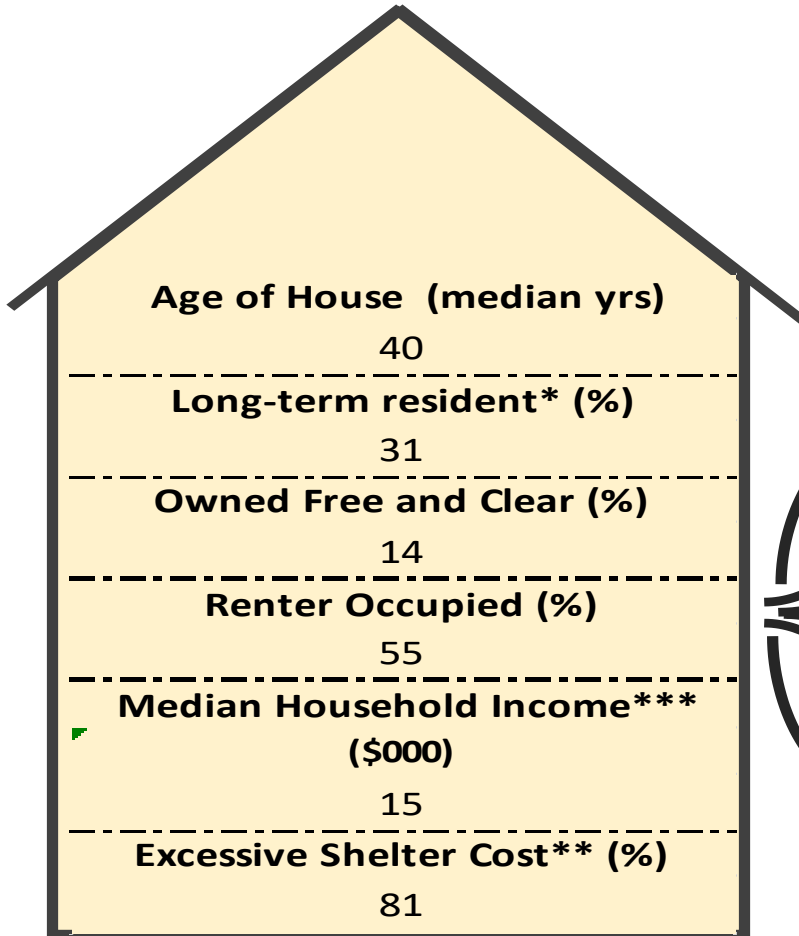 Age of House (median yrs)
40
Long-term resident* (%)
31
Owned Free and Clear (%)
14
Renter Occupied (%)
55
Median Household Income***
($000)
15
Excessive Shelter Cost** (%)
81